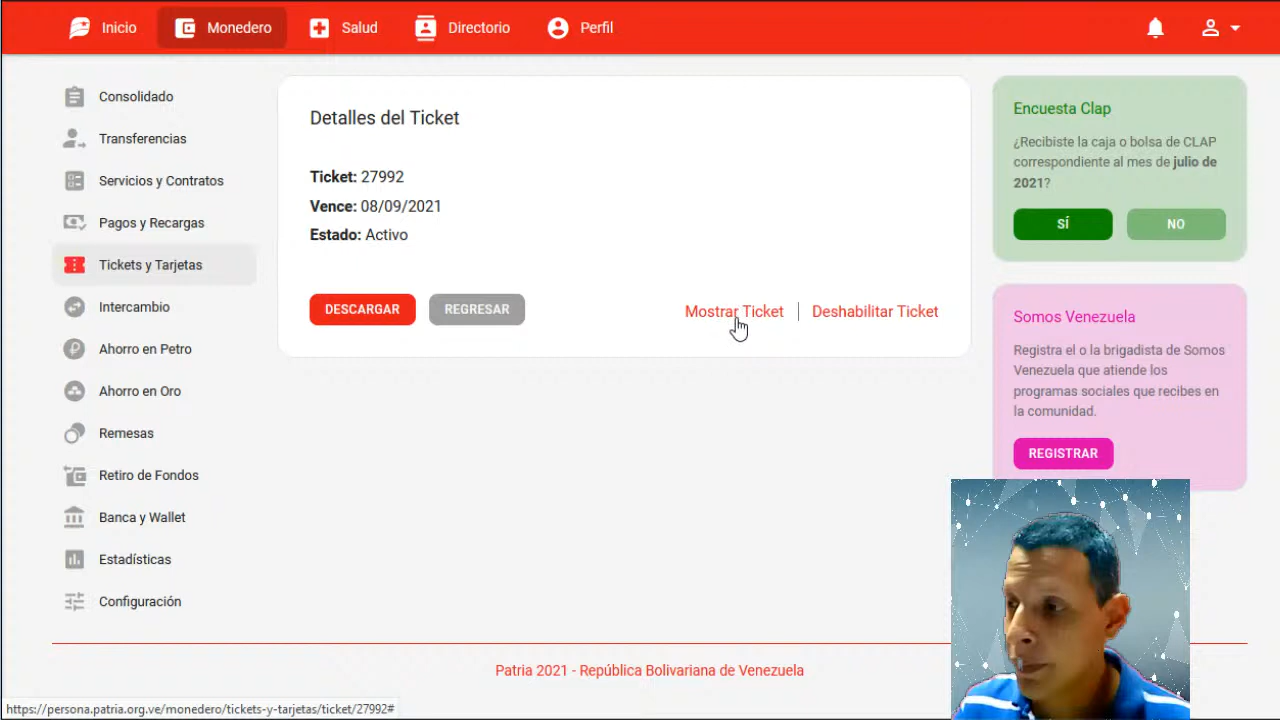 Inicio
Monedero
Salud
Directorio
Perfil
Consolidado
Transferencias
Servicios y Contratos
Pagos y Recargas
Tickets y Tarjetas
Intercambio
Ahorro en Petro
Ahorro en Oro
Remesas
Retiro de Fondos
Banca y Wallet
Estadísticas
Configuración
Detalles del Ticket
Ticket: 27992
Vence: 08/09/2021
Estado: Activo
DESCARGAR
REGRESAR
Mostrar Ticket
Deshabilitar Ticket
Encuesta Clap
¿Recibiste la caja o bolsa de CLAP
correspondiente al mes de julio de
2021?
SÍ
NO
Somos Venezuela
Registra el o la brigadista de Somos
Venezuela que atiende los
programas sociales que recibes en
la comunidad.
REGISTRAR
Patria 2021 - República Bolivariana de Venezuela
https://persona.patria.org.ve/monedero/tickets-y-tarjetas/ticket/27992#